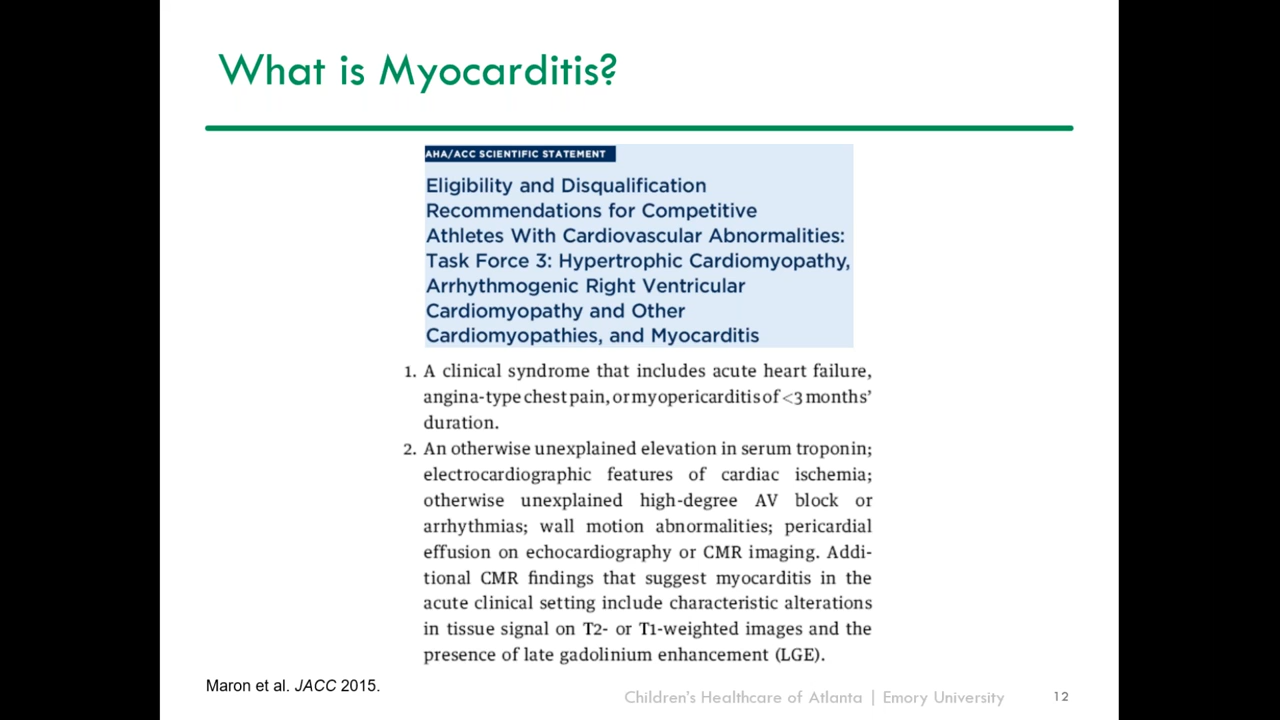 What is Myocarditis?
AHA/ACC SCIENTIFIC STATEMENT
Eligibility and Disqualification
Recommendations for Competitive
Athletes With Cardiovascular Abnormalities:
Task Force 3: Hypertrophic Cardiomyopathy,
Arrhythmogenic Right Ventricular
Cardiomyopathy and Other
Cardiomyopathies, and Myocarditis
1. A clinical syndrome that includes acute heart failure,
angina-type chest pain, or myopericarditis of <3 months’
duration.
2. An otherwise unexplained elevation in serum troponin;
electrocardiographic features of cardiac ischemia;
otherwise unexplained high-degree AV block or
arrhythmias; wall motion abnormalities; pericardial
effusion on echocardiography or CMR imaging. Addi-
tional CMR findings that suggest myocarditis in the
acute clinical setting include characteristic alterations
in tissue signal on T2- or T1-weighted images and the
presence of late gadolinium enhancement (LGE).
Maron et al. JACC 2015.
Children’s Healthcare of Atlanta | Emory University
12